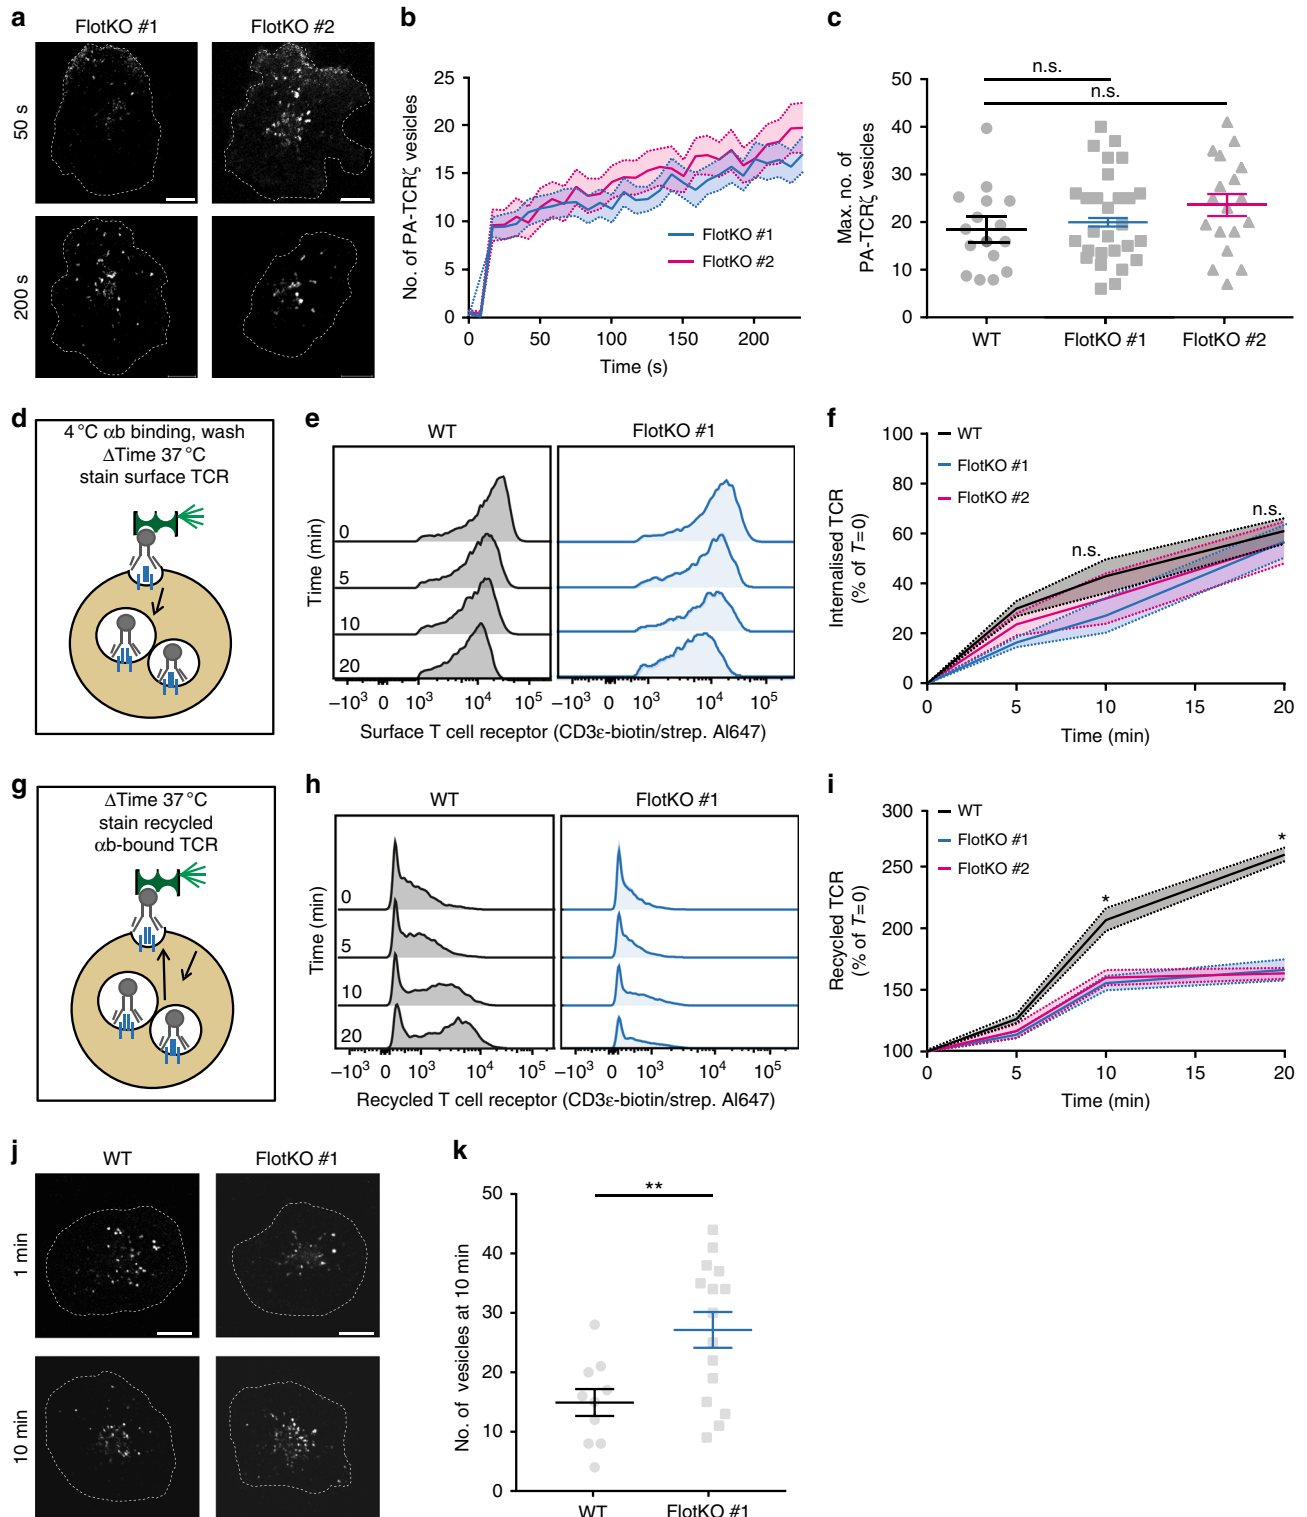 a
FlotKO #1
FlotKO #2
50 s
200 s
b
No. of PA-TCRζ vesicles
25
20
15
10
5
0
FlotKO #1
FlotKO #2
0 50 100 150 200
Time (s)
c
Max. no. of
PA-TCRζ vesicles
n.s.
n.s.
50
40
30
20
10
0
WT FlotKO #1 FlotKO #2
d
4 °C αb binding, wash
ΔTime 37 °C
stain surface TCR
e
WT
FlotKO #1
Time (min)
0
5
10
20
−10³ 0 10³ 10⁴ 10⁵
−10³ 0 10³ 10⁴ 10⁵
Surface T cell receptor (CD3ε-biotin/strep. Al647)
f
Internalised TCR
(% of T=0)
100
80
60
40
20
0
WT
FlotKO #1
FlotKO #2
n.s.
n.s.
0 5 10 15 20
Time (min)
g
ΔTime 37 °C
stain recycled
αb-bound TCR
h
WT
FlotKO #1
Time (min)
0
5
10
20
−10³ 0 10³ 10⁴ 10⁵
−10³ 0 10³ 10⁴ 10⁵
Recycled T cell receptor (CD3ε-biotin/strep. Al647)
i
Recycled TCR
(% of T=0)
300
250
200
150
100
WT
FlotKO #1
FlotKO #2
*
*
0 5 10 15 20
Time (min)
j
WT
FlotKO #1
1 min
10 min
k
No. of vesicles at 10 min
**
50
40
30
20
10
0
WT FlotKO #1